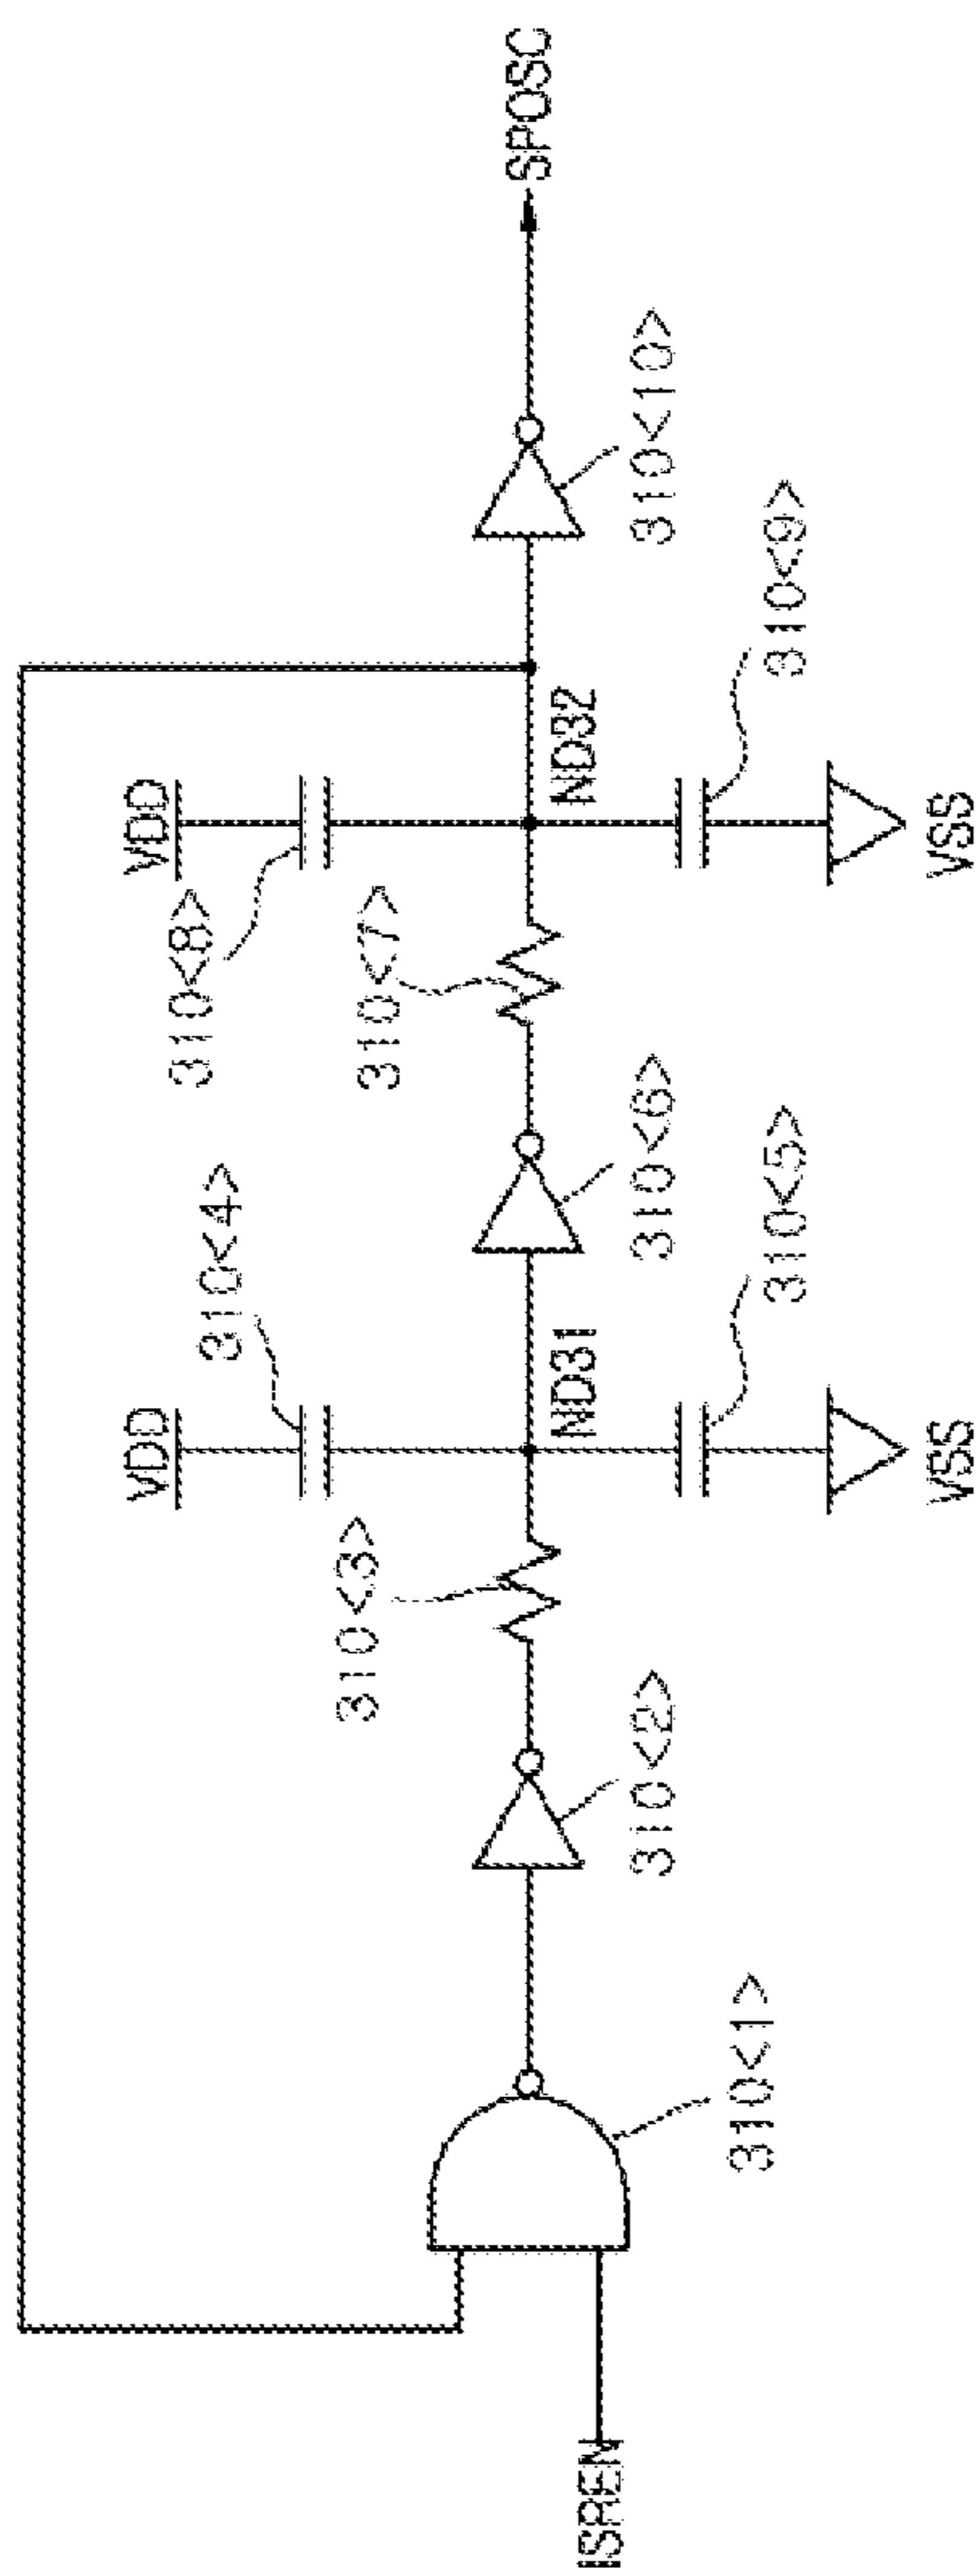 ISREN
310<1>
310<2>
310<3>
VDD
310<4>
ND31
310<5>
VSS
310<6>
310<7>
VDD
310<8>
ND32
310<9>
VSS
310<10>
SPOSC